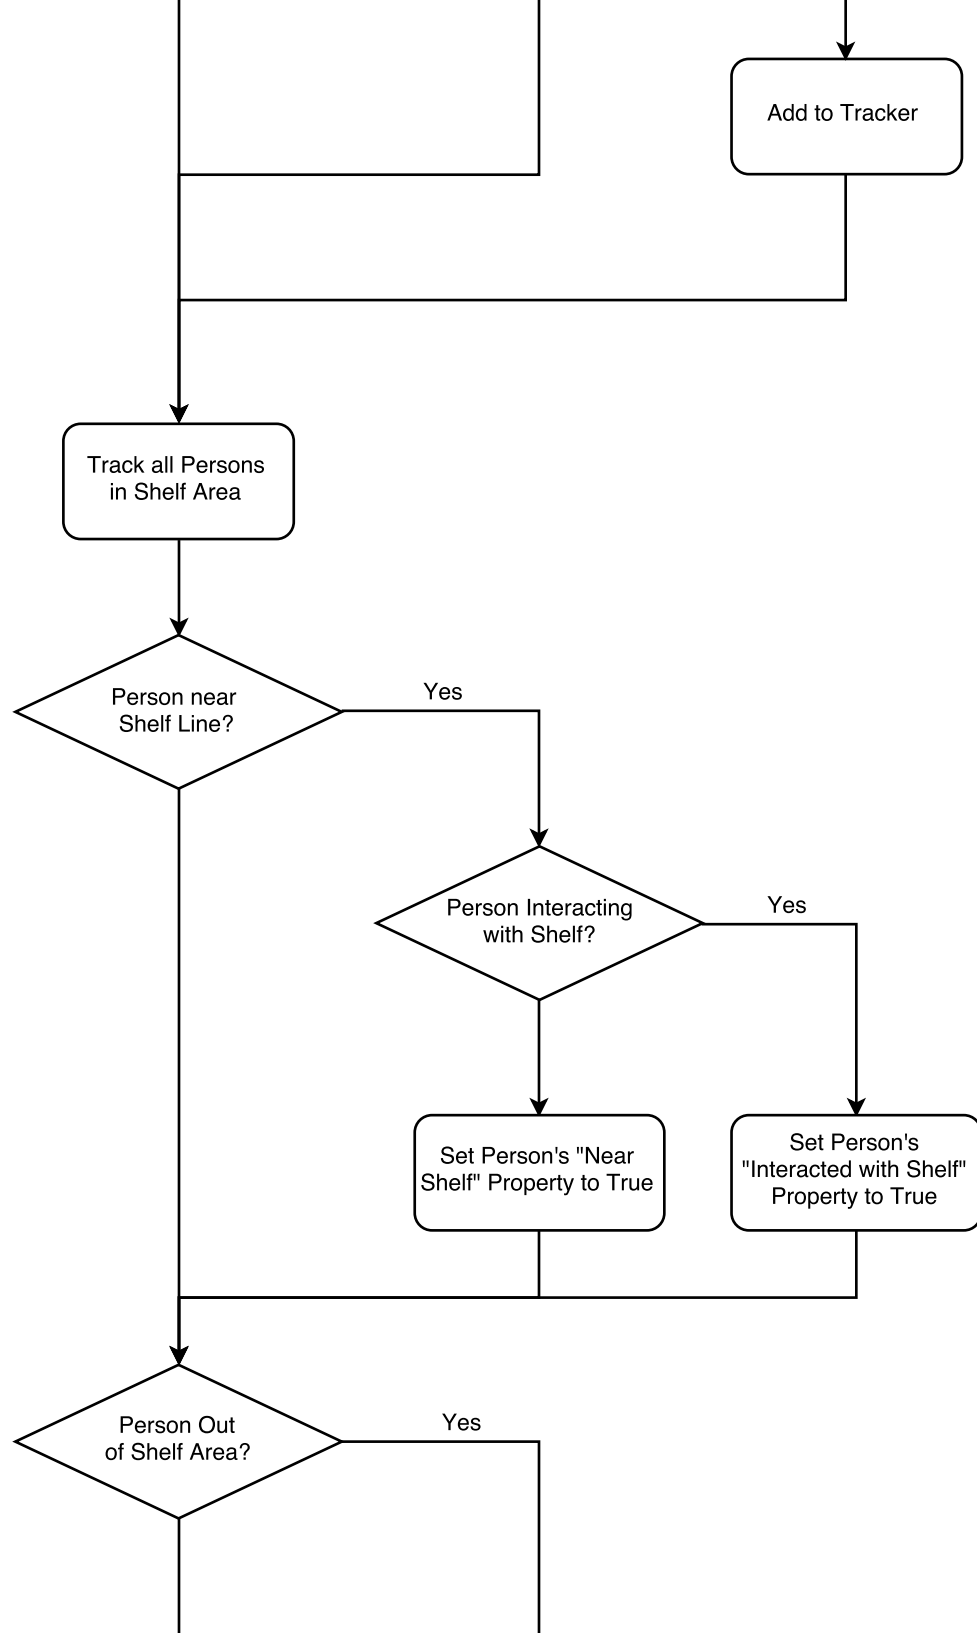 Add to Tracker
Track all Persons
in Shelf Area
Person near
Shelf Line?
Yes
Person Interacting
with Shelf?
Yes
Set Person's "Near
Shelf" Property to True
Set Person's
"Interacted with Shelf"
Property to True
Person Out
of Shelf Area?
Yes